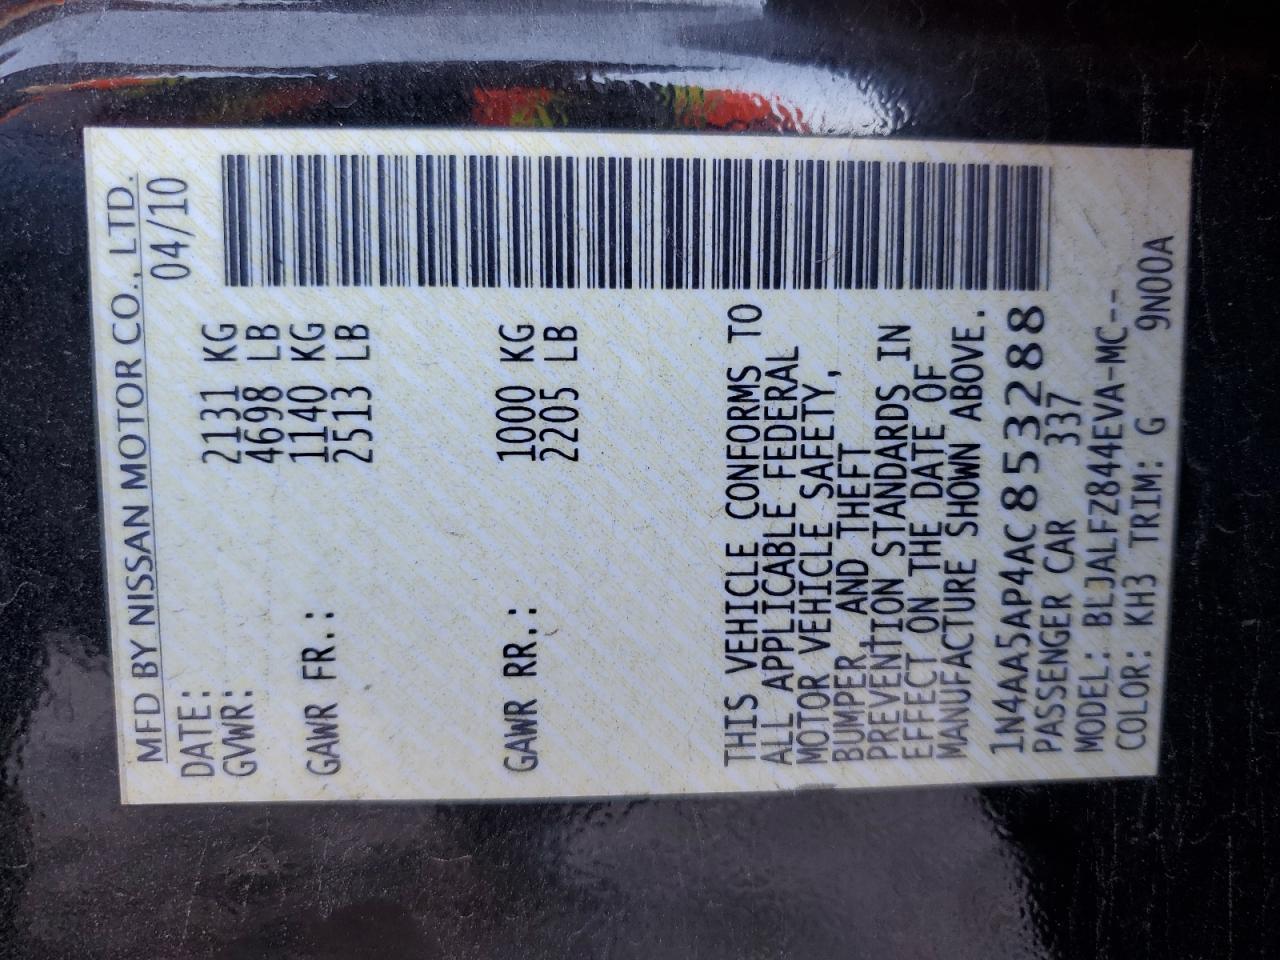 MFD BY NISSAN MOTOR CO., LTD.
DATE: 04/10
GVWR: 2131 KG
4698 LB
GAWR FR.: 1140 KG
2513 LB
GAWR RR.: 1000 KG
2205 LB
THIS VEHICLE CONFORMS TO
ALL APPLICABLE FEDERAL
MOTOR VEHICLE SAFETY,
BUMPER, AND THEFT
PREVENTION STANDARDS IN
EFFECT ON THE DATE OF
MANUFACTURE SHOWN ABOVE.
1N4AA5AP4AC853288
PASSENGER CAR 337
MODEL: BLJALFZ844EVA-MC--
COLOR: KH3 TRIM: G 9N00A